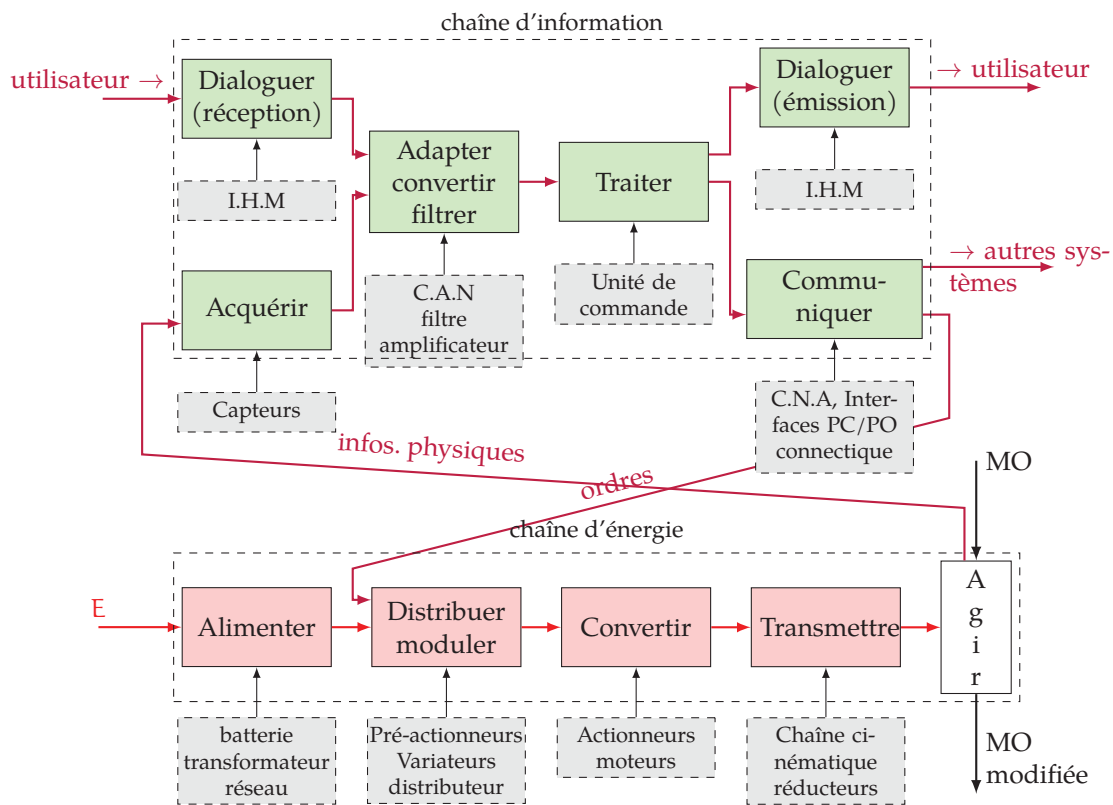 chaîne d'information
utilisateur →
Dialoguer
(réception)
I.H.M
Adapter
convertir
filtrer
C.A.N
filtre
amplificateur
Traiter
Unité de
commande
Dialoguer
(émission)
I.H.M
→ utilisateur
Acquérir
Capteurs
Commu-
niquer
C.N.A, Inter-
faces PC/PO
connectique
→ autres sys-
tèmes
infos. physiques
ordres
MO
chaîne d'énergie
E
Alimenter
batterie
transformateur
réseau
Distribuer
moduler
Pré-actionneurs
Variateurs
distributeur
Convertir
Actionneurs
moteurs
Transmettre
Chaîne ci-
nématique
réducteurs
A
g
i
r
MO
modifiée